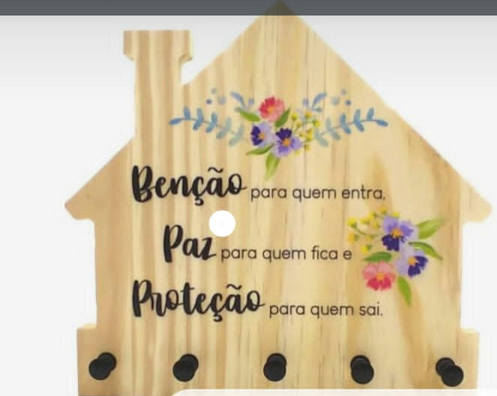 Benção para quem entra,
Paz para quem fica e
Proteção para quem sai.